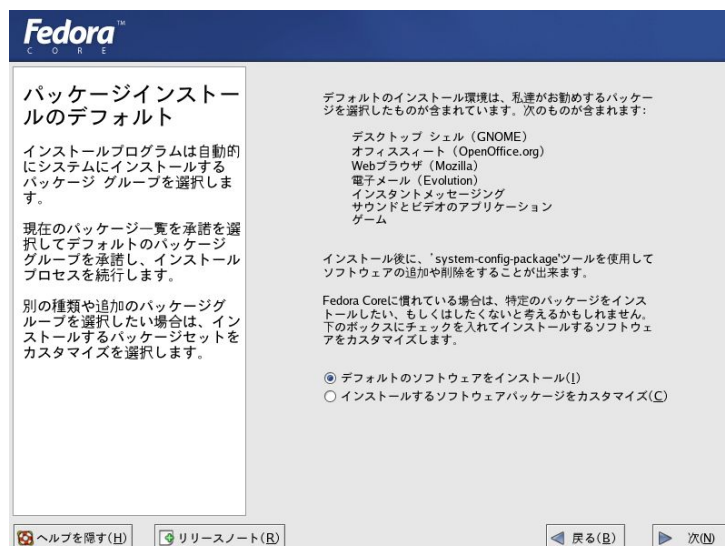 Fedora™
CORE
パッケージインストー
ルのデフォルト
インストールプログラムは自動的
にシステムにインストールする
パッケージ グループを選択しま
す。
現在のパッケージ一覧を承諾を選
択してデフォルトのパッケージ
グループを承諾し、インストール
プロセスを続行します。
別の種類や追加のパッケージグ
ループを選択したい場合は、イン
ストールするパッケージセットを
カスタマイズを選択します。
デフォルトのインストール環境は、私達がお勧めするパッケー
ジを選択したものが含まれています。次のものが含まれます:
デスクトップ シェル (GNOME)
オフィススィート (OpenOffice.org)
Webブラウザ (Mozilla)
電子メール (Evolution)
インスタントメッセージング
サウンドとビデオのアプリケーション
ゲーム
インストール後に、'system-config-package'ツールを使用して
ソフトウェアの追加や削除をすることが出来ます。
Fedora Coreに慣れている場合は、特定のパッケージをインス
トールしたい、もしくはしたくないと考えるかもしれません。
下のボックスにチェックを入れてインストールするソフトウェ
アをカスタマイズします。
デフォルトのソフトウェアをインストール(I)
インストールするソフトウェアパッケージをカスタマイズ(C)
ヘルプを隠す(H)
リリースノート(R)
戻る(B)
次(N)